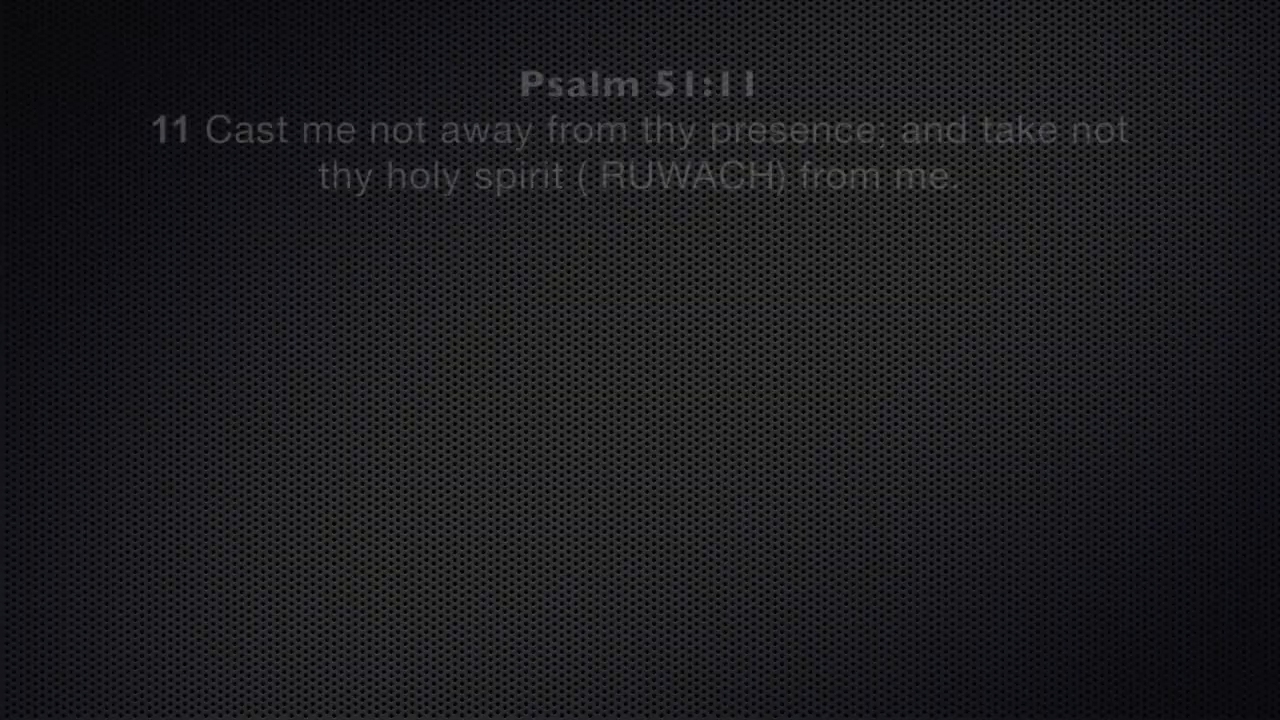 Psalm 51:11
11 Cast me not away from thy presence; and take not
thy holy spirit ( RUWACH) from me.